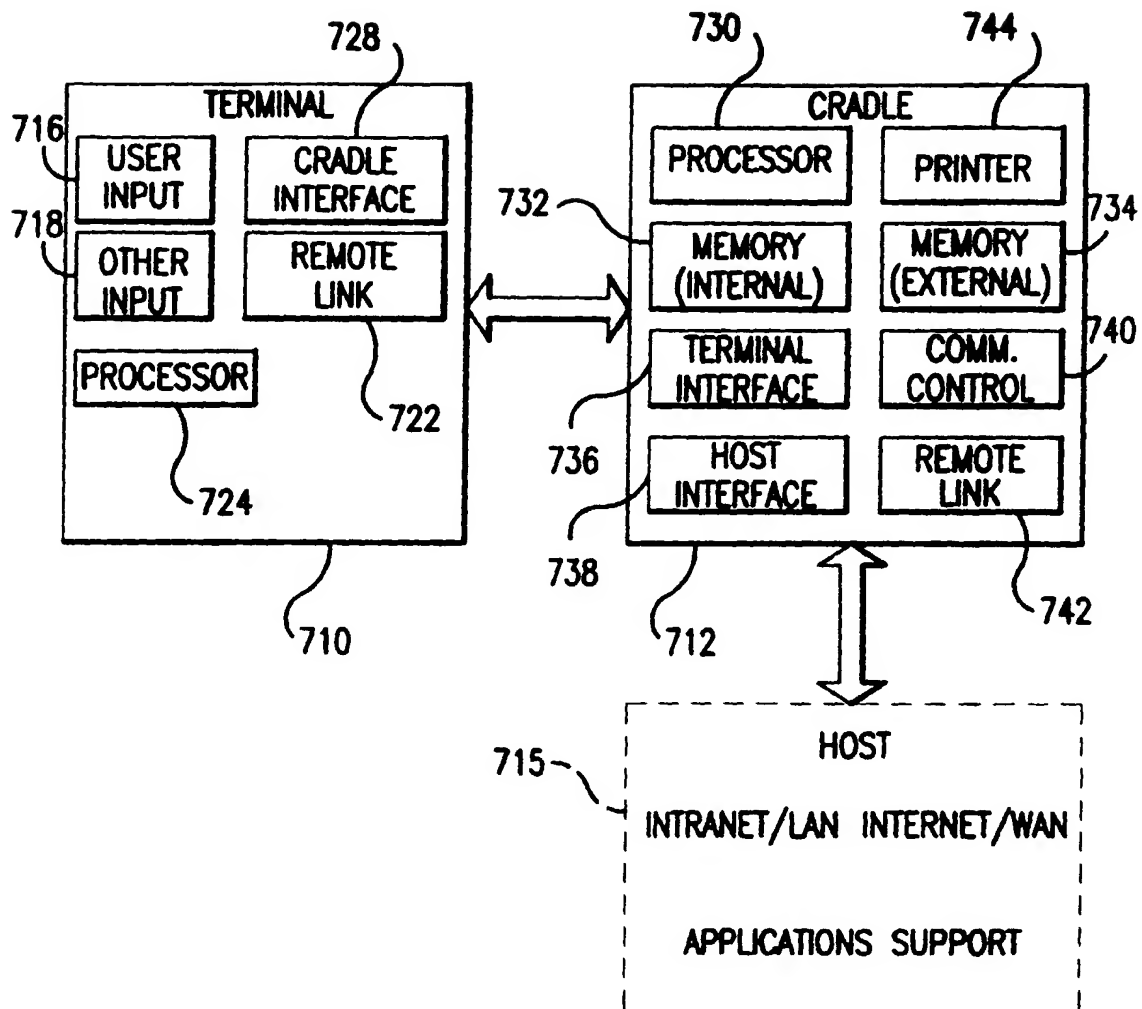 728
730
744
TERMINAL
CRADLE
716
USER
INPUT
CRADLE
INTERFACE
PROCESSOR
PRINTER
718
OTHER
INPUT
REMOTE
LINK
732
MEMORY
(INTERNAL)
MEMORY
(EXTERNAL)
734
PROCESSOR
TERMINAL
INTERFACE
COMM.
CONTROL
740
722
736
724
HOST
INTERFACE
REMOTE
LINK
738
710
712
742
715
HOST
INTRANET/LAN INTERNET/WAN
APPLICATIONS SUPPORT